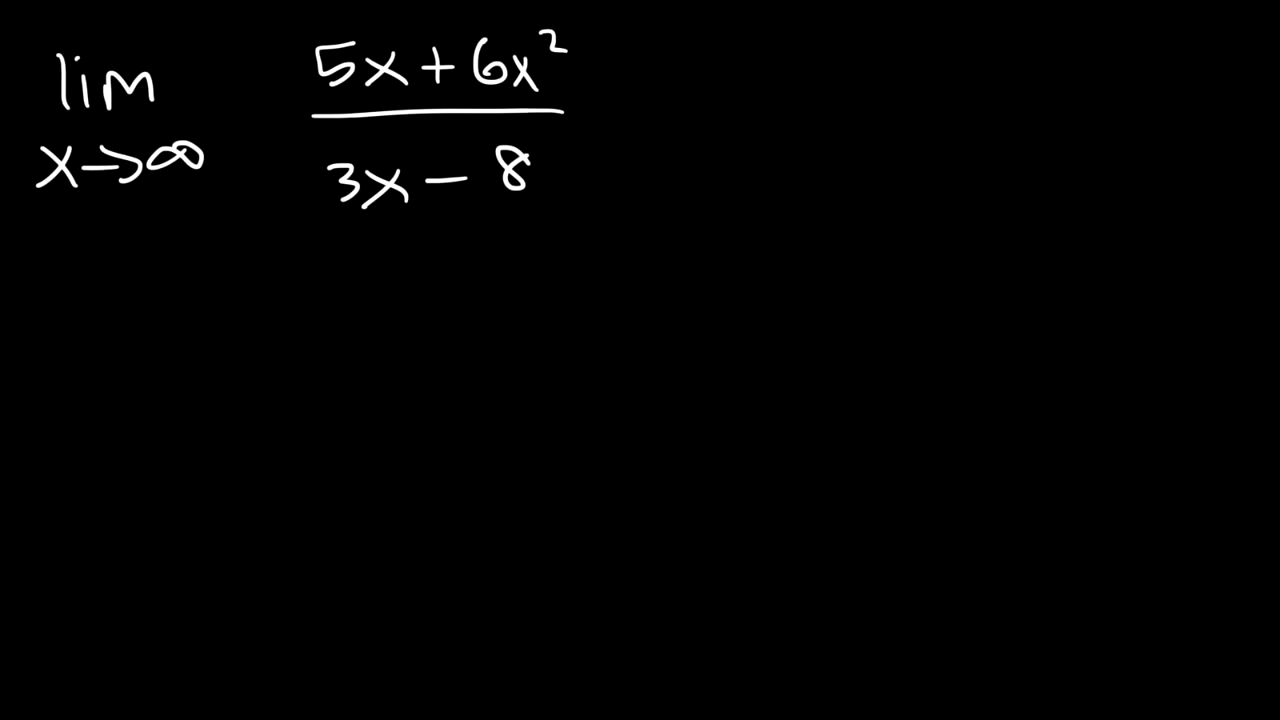 lim 5x + 6x²
x→∞ 3x - 8